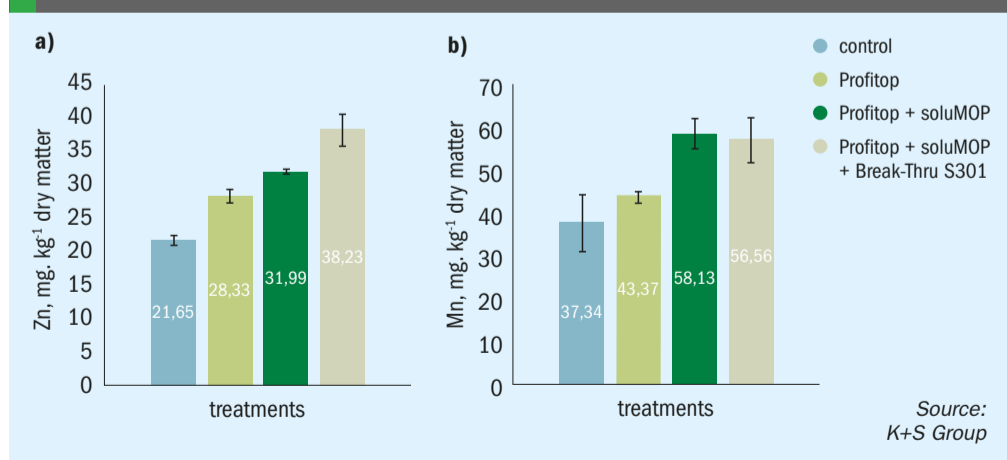 a)
45
40
35
30
25
20
15
10
5
0
Zn, mg. kg-1 dry matter
21,65
28,33
31,99
38,23
treatments
b)
70
60
50
40
30
20
10
0
Mn, mg. kg-1 dry matter
37,34
43,37
58,13
56,56
treatments
control
Profitop
Profitop + soluMOP
Profitop + soluMOP
+ Break-Thru S301
Source:
K+S Group